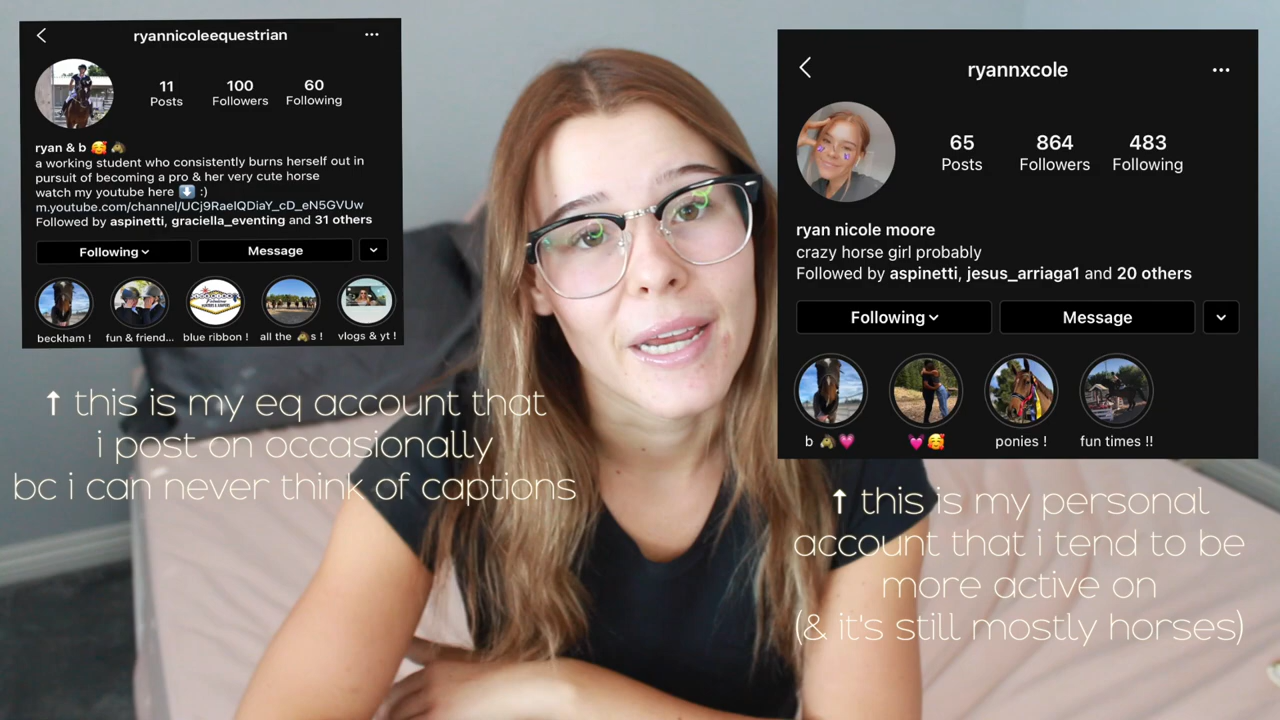 ryannicoleequestrian
11 100 60
Posts Followers Following
ryan & b 🥰 🐴
a working student who consistently burns herself out in
pursuit of becoming a pro & her very cute horse
watch my youtube here ⬇️ :)
m.youtube.com/channel/UCj9RaeIQDiaY_cD_eN5GVUw
Followed by aspinetti, graciella_eventing and 31 others
Following Message
beckham ! fun & friend... blue ribbon ! all the 🐴s ! vlogs & yt !
↑ this is my eq account that
i post on occasionally
bc i can never think of captions
ryannxcole
65 864 483
Posts Followers Following
ryan nicole moore
crazy horse girl probably
Followed by aspinetti, jesus_arriaga1 and 20 others
Following Message
b 🐴💗 💓🥰 ponies ! fun times !!
↑ this is my personal
account that i tend to be
more active on
(& it's still mostly horses)